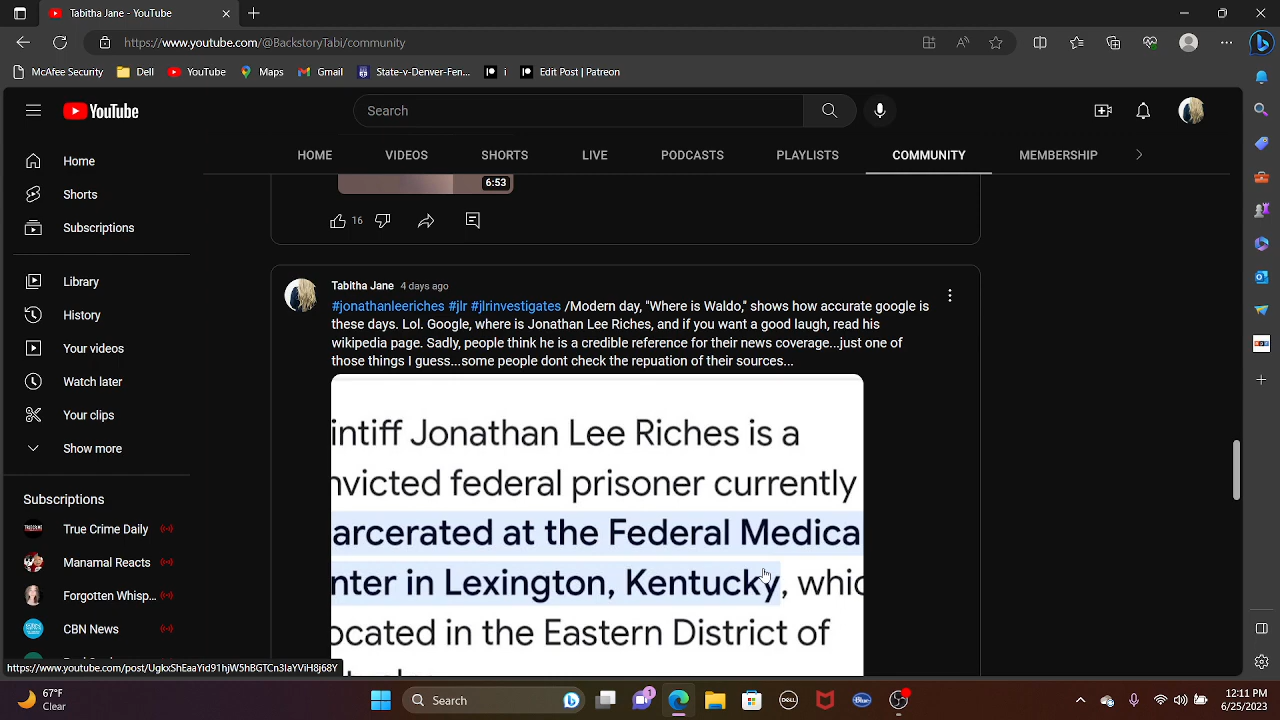 Tabitha Jane - YouTube
https://www.youtube.com/@BackstoryTabi/community
McAfee Security
Dell
YouTube
Maps
Gmail
State-v-Denver-Fen...
i
Edit Post | Patreon
YouTube
Search
HOME
VIDEOS
SHORTS
LIVE
PODCASTS
PLAYLISTS
COMMUNITY
MEMBERSHIP
Home
Shorts
Subscriptions
Library
History
Your videos
Watch later
Your clips
Show more
Subscriptions
True Crime Daily
Manamal Reacts
Forgotten Whisp...
CBN News
6:53
16
Tabitha Jane 4 days ago
#jonathanleeriches #jlr #jlrinvestigates /Modern day, "Where is Waldo," shows how accurate google is
these days. Lol. Google, where is Jonathan Lee Riches, and if you want a good laugh, read his
wikipedia page. Sadly, people think he is a credible reference for their news coverage...just one of
those things I guess...some people dont check the repuation of their sources...
intiff Jonathan Lee Riches is a
nvicted federal prisoner currently
arcerated at the Federal Medica
nter in Lexington, Kentucky, whic
ocated in the Eastern District of
67°F
Clear
Search
1
DELL
Blue
12:11 PM
6/25/2023